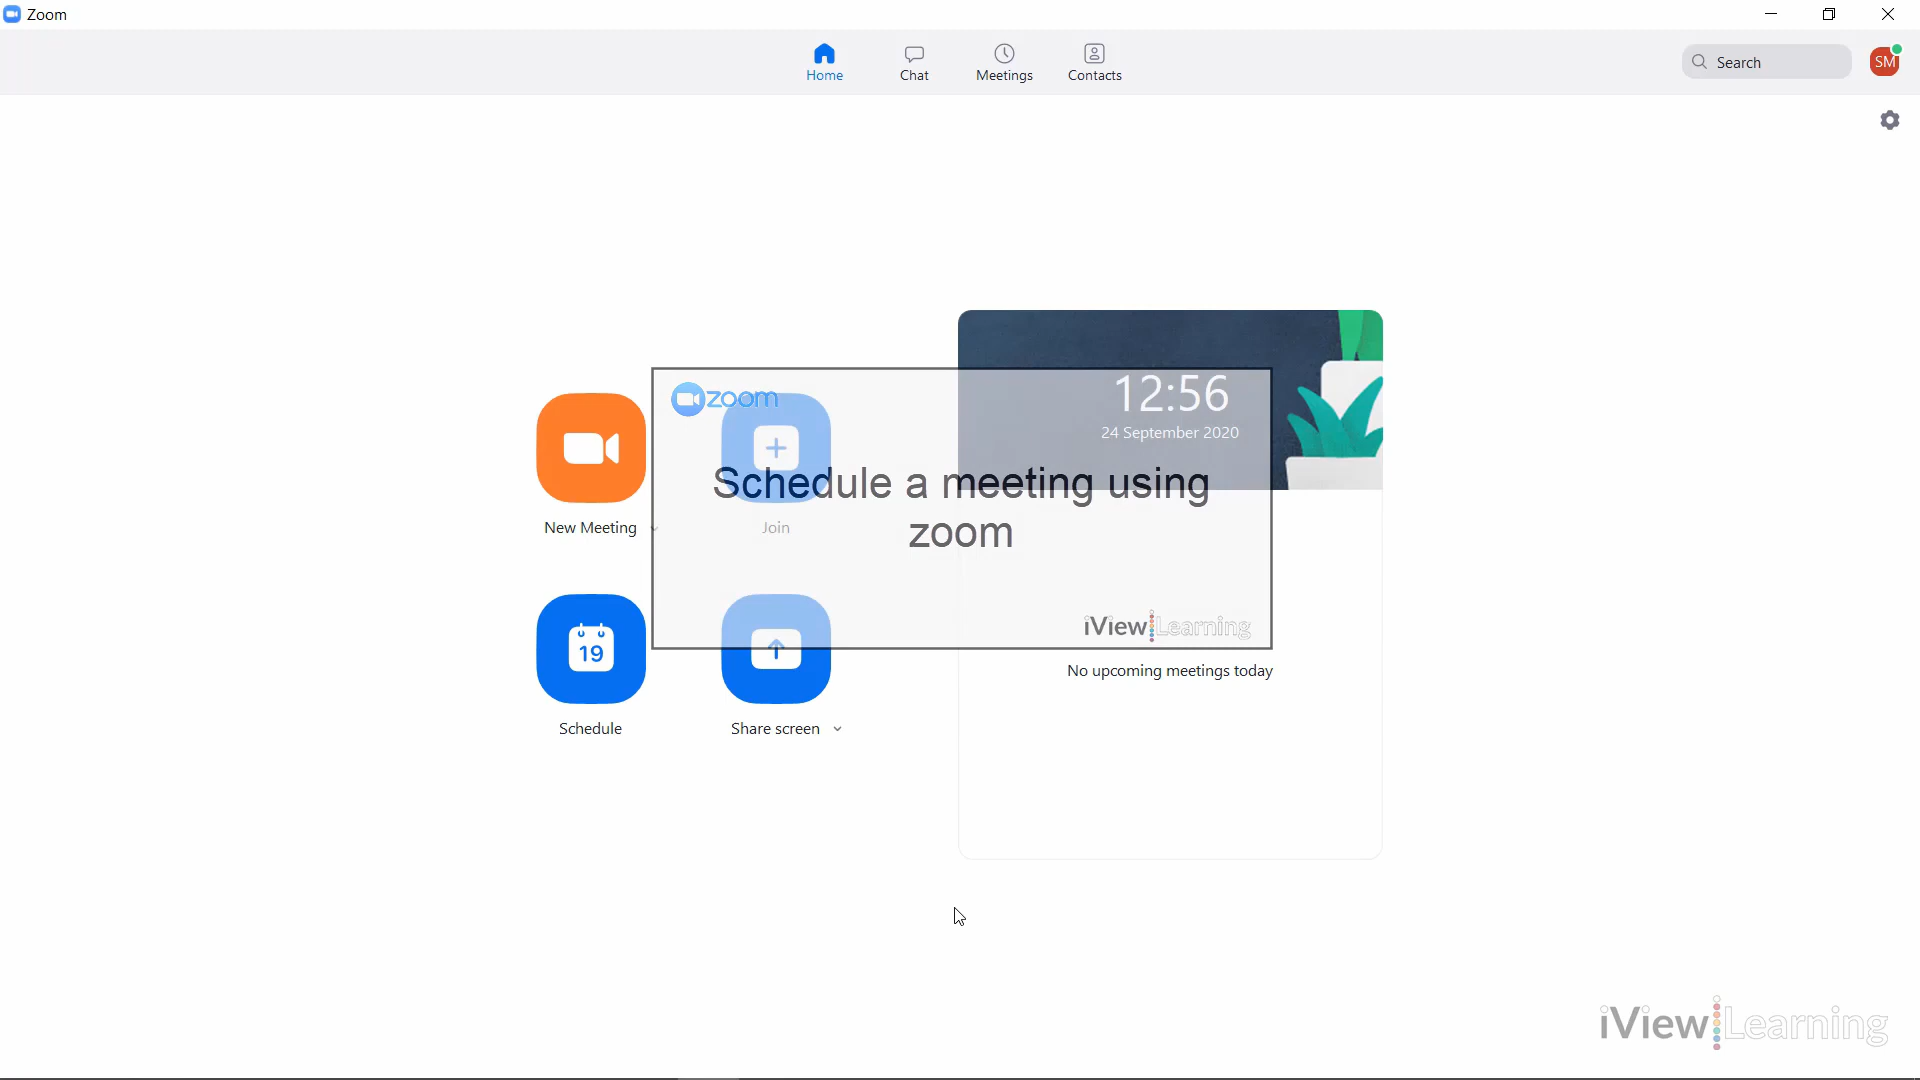 Zoom
Home
Chat
Meetings
Contacts
Search
SM
12:56
24 September 2020
zoom
Schedule a meeting using
zoom
New Meeting
Join
iView Learning
19
No upcoming meetings today
Schedule
Share screen
iView Learning